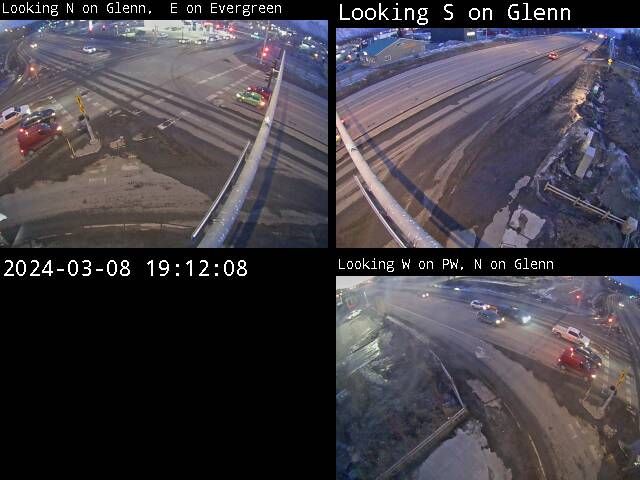 Looking N on Glenn,  E on Evergreen
Looking S on Glenn
2024-03-08 19:12:08
Looking W on PW, N on Glenn